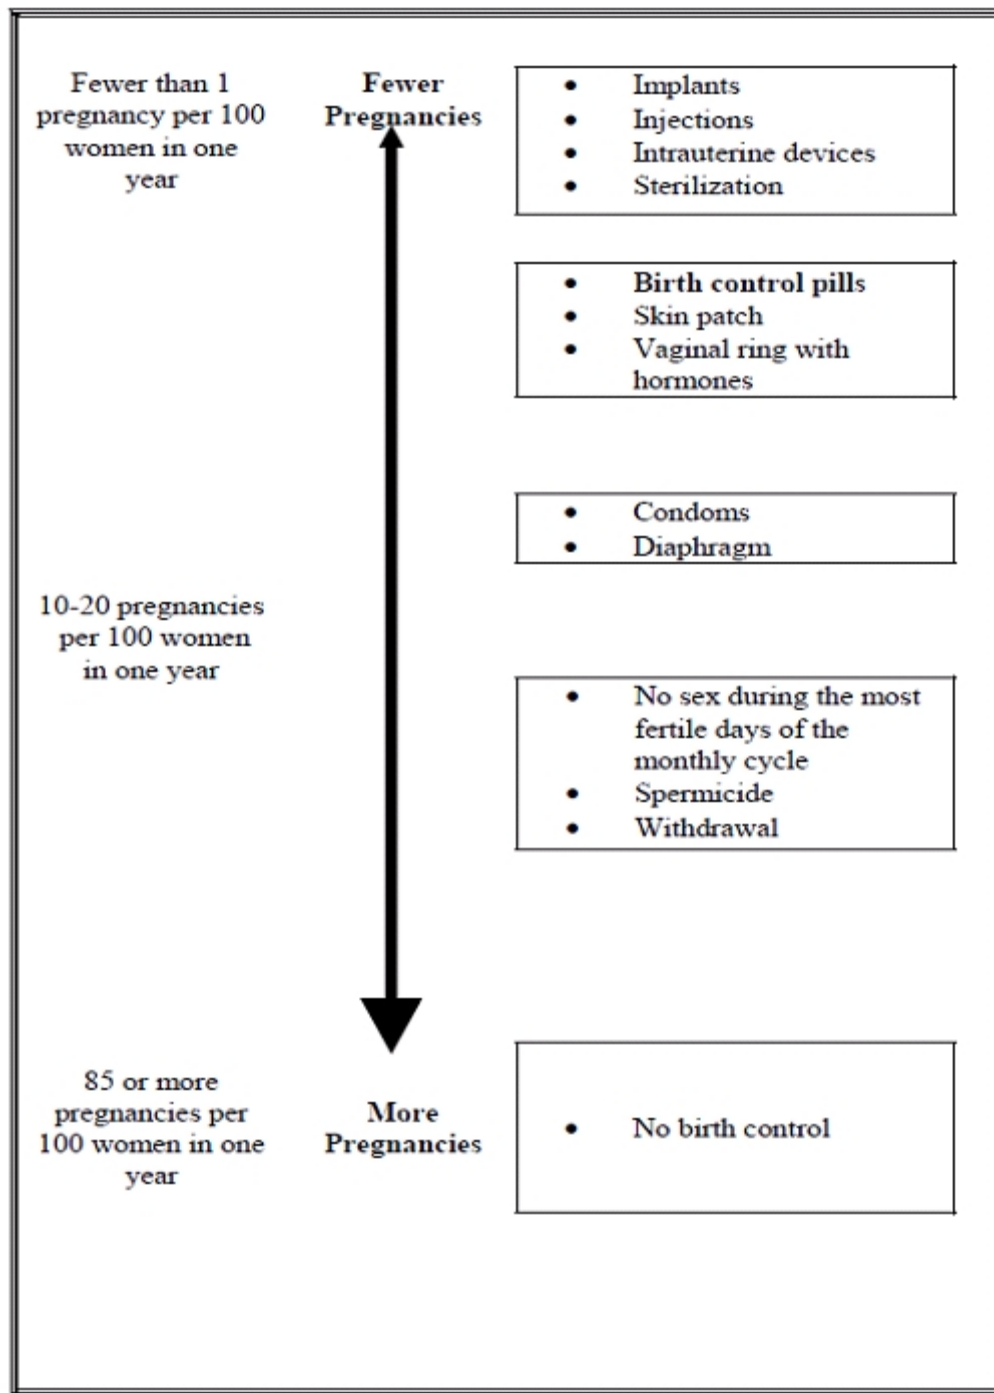 Fewer than 1
pregnancy per 100
women in one
year
Fewer
Pregnancies
• Implants
• Injections
• Intrauterine devices
• Sterilization
• Birth control pills
• Skin patch
• Vaginal ring with
hormones
• Condoms
• Diaphragm
10-20 pregnancies
per 100 women
in one year
• No sex during the most
fertile days of the
monthly cycle
• Spermicide
• Withdrawal
85 or more
pregnancies per
100 women in one
year
More
Pregnancies
• No birth control